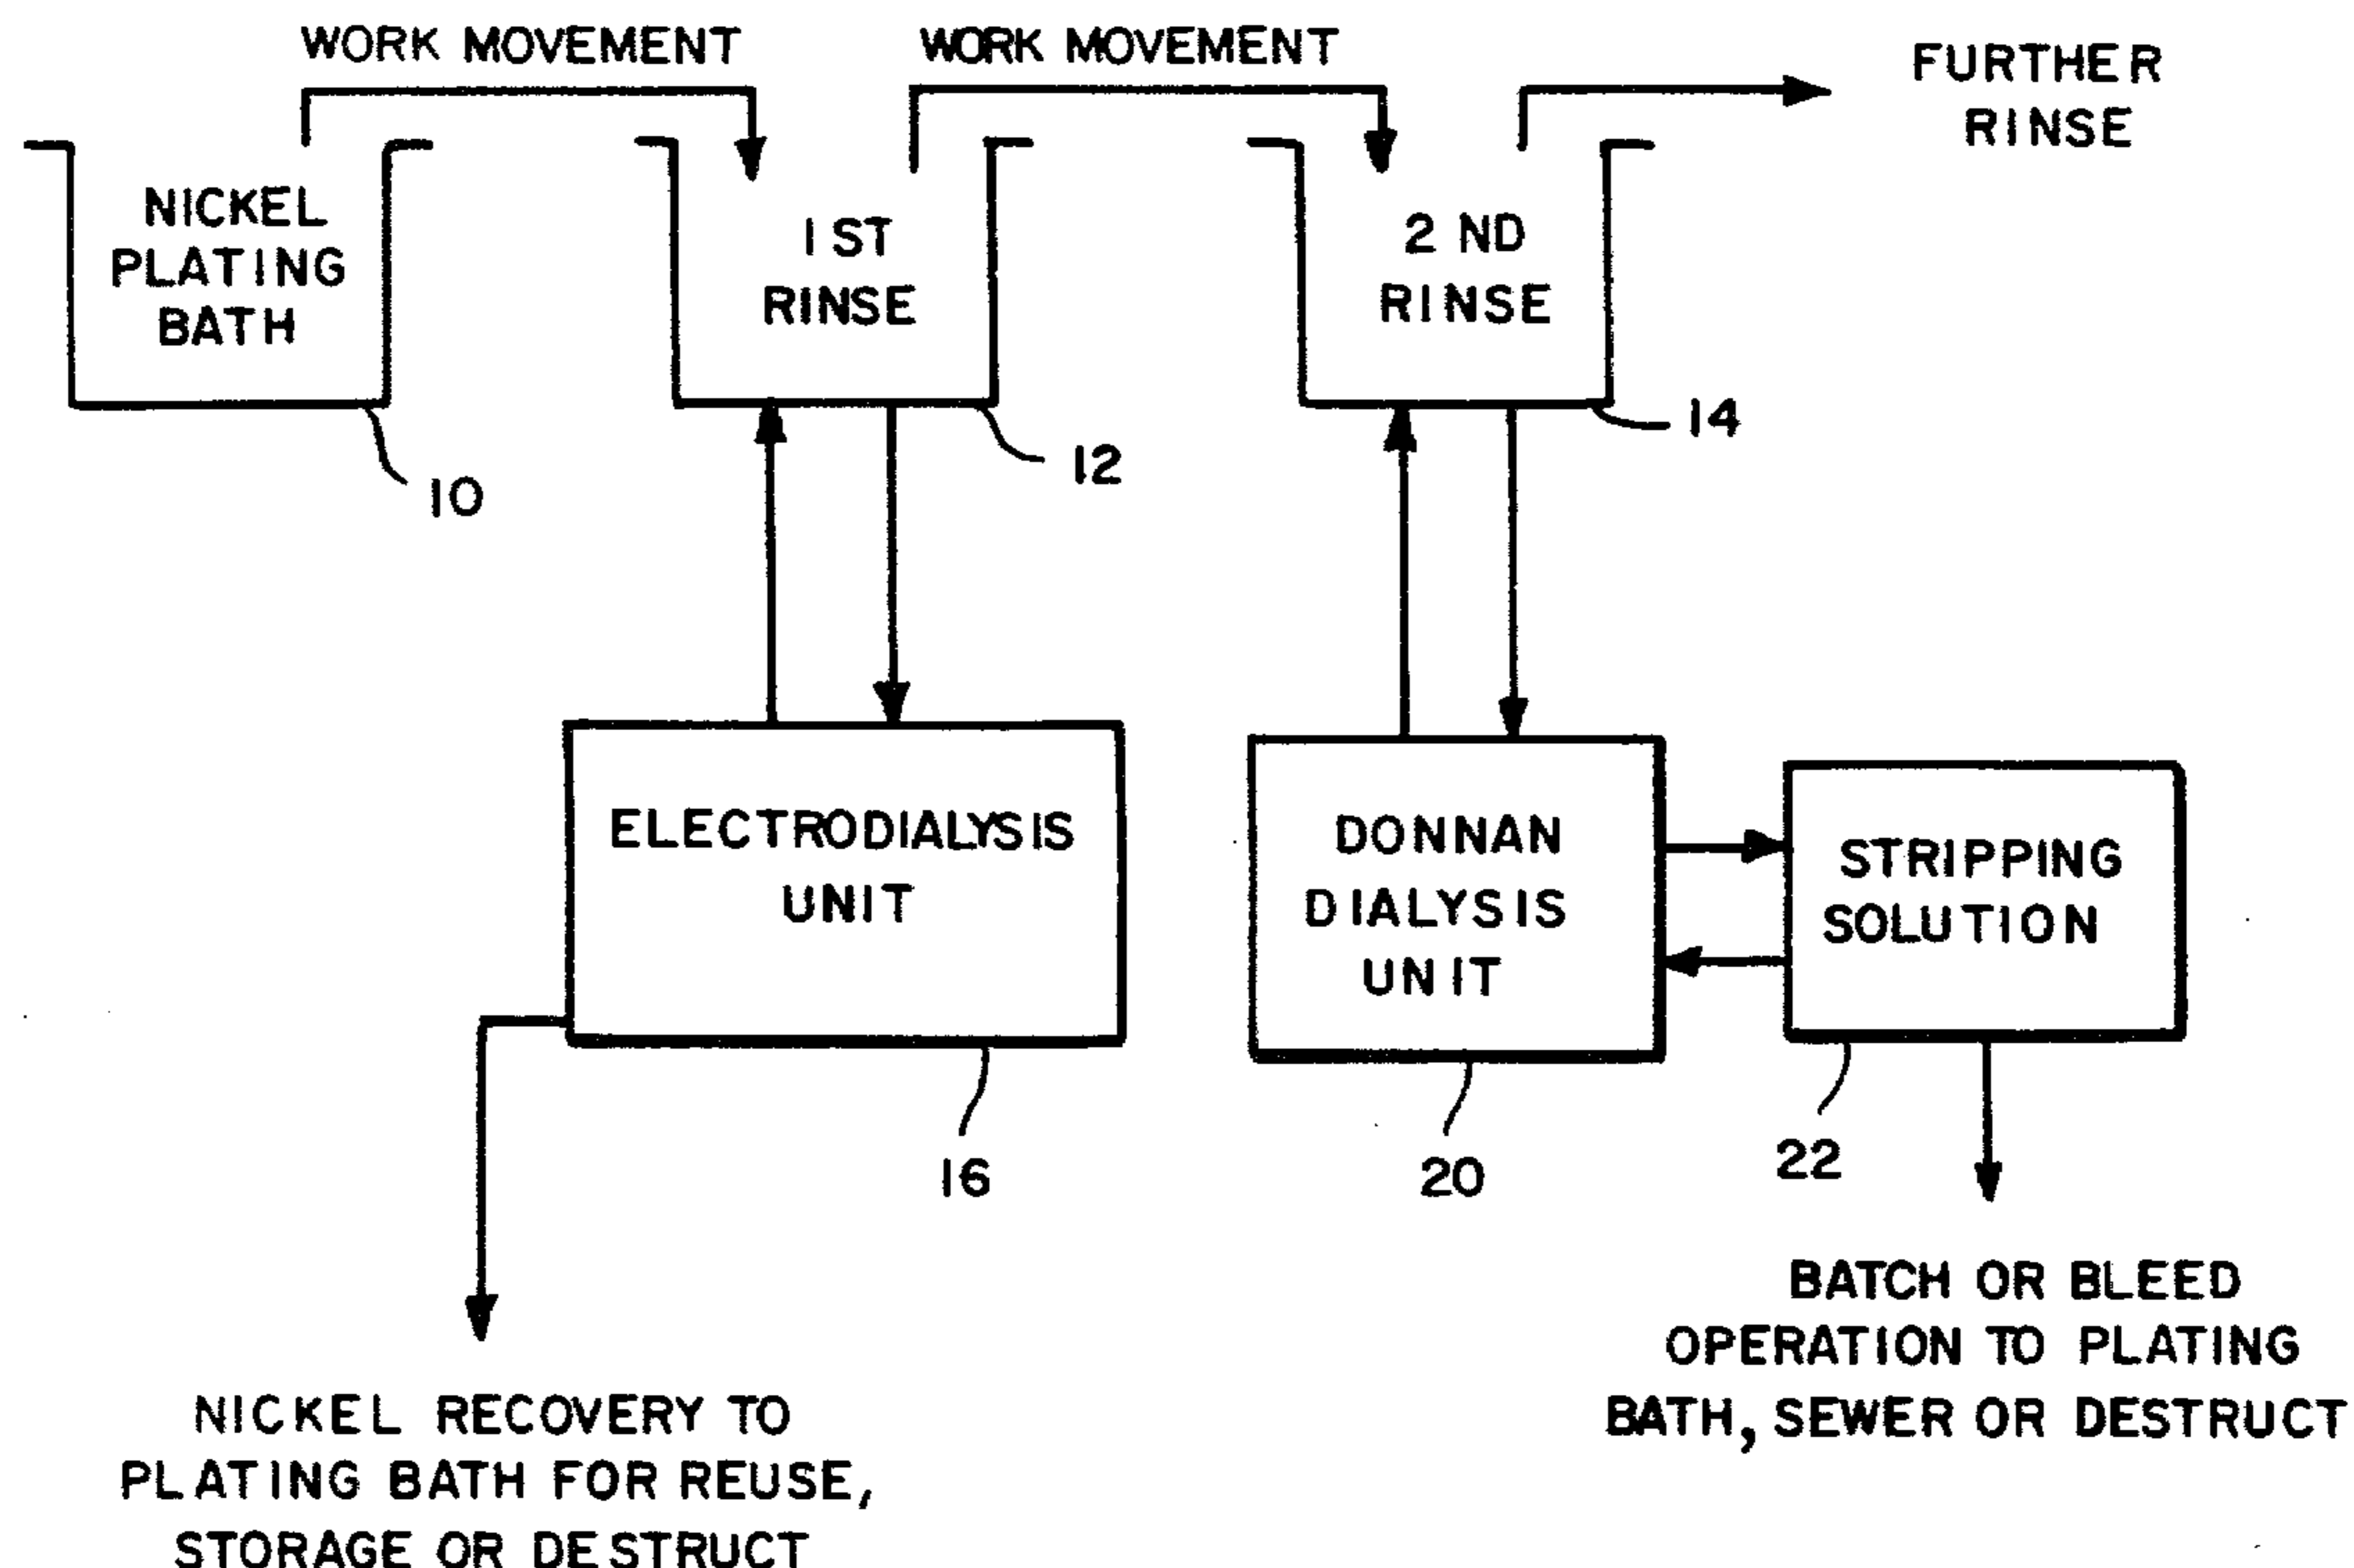 WORK MOVEMENT
WORK MOVEMENT
FURTHER
RINSE
NICKEL
PLATING
BATH
1ST
RINSE
2 ND
RINSE
10
12
14
ELECTRODIALYSIS
UNIT
DONNAN
DIALYSIS
UNIT
STRIPPING
SOLUTION
16
20
22
NICKEL RECOVERY TO
PLATING BATH FOR REUSE,
STORAGE OR DESTRUCT
BATCH OR BLEED
OPERATION TO PLATING
BATH, SEWER OR DESTRUCT